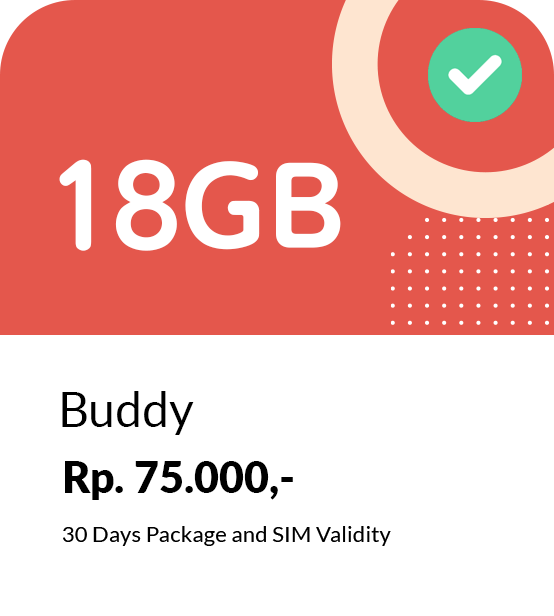 18GB
Buddy
Rp. 75.000,-
30 Days Package and SIM Validity